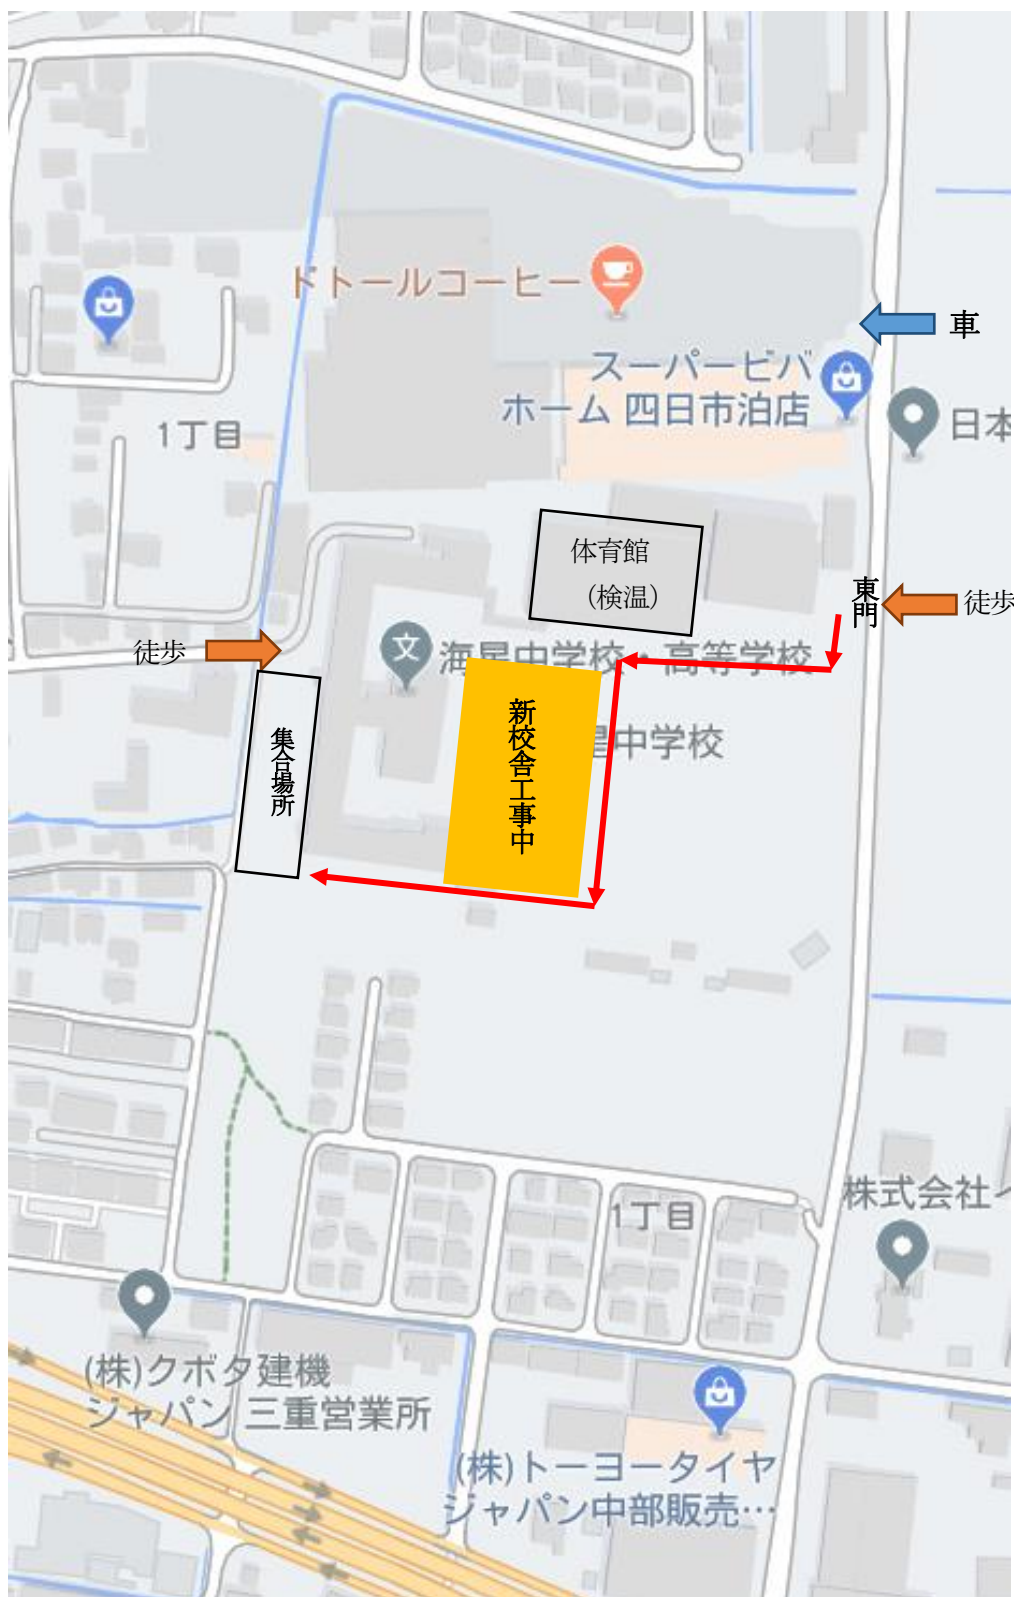 ドトールコーヒー
車
スーパービバ
ホーム 四日市泊店
日本
1丁目
体育館
（検温）
東門
徒歩
徒歩
海星中学校・高等学校
新校舎工事中
星中学校
集合場所
1丁目
株式会社イ
(株)クボタ建機
ジャパン 三重営業所
(株)トーヨータイヤ
ジャパン中部販売…
文